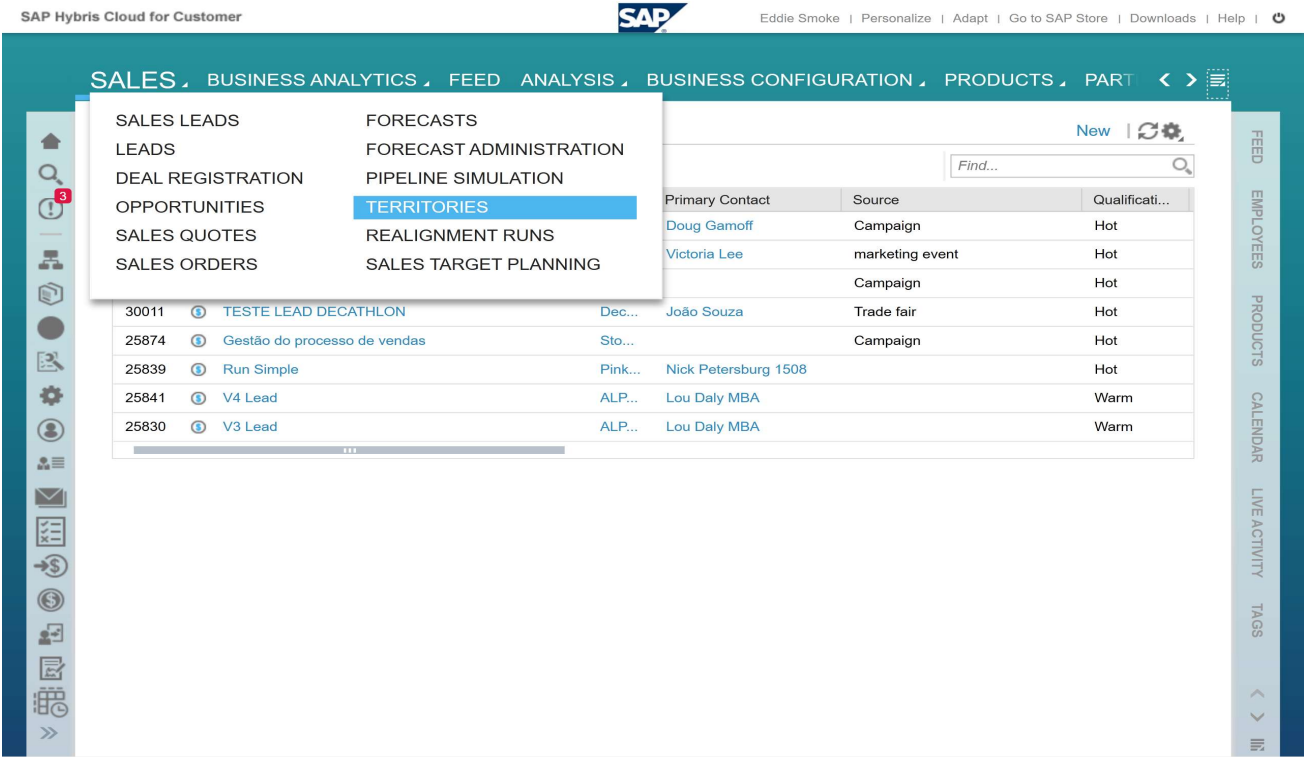 SAP Hybris Cloud for Customer
SAP
Eddie Smoke | Personalize | Adapt | Go to SAP Store | Downloads | Help |
SALES BUSINESS ANALYTICS FEED ANALYSIS BUSINESS CONFIGURATION PRODUCTS PART
SALES LEADS FORECASTS
LEADS FORECAST ADMINISTRATION
DEAL REGISTRATION PIPELINE SIMULATION
OPPORTUNITIES TERRITORIES
SALES QUOTES REALIGNMENT RUNS
SALES ORDERS SALES TARGET PLANNING
New |
Find...
3
Primary Contact Source Qualificati...
Doug Gamoff Campaign Hot
Victoria Lee marketing event Hot
Campaign Hot
30011 TESTE LEAD DECATHLON Dec... João Souza Trade fair Hot
25874 Gestão do processo de vendas Sto... Campaign Hot
25839 Run Simple Pink... Nick Petersburg 1508 Hot
25841 V4 Lead ALP... Lou Daly MBA Warm
25830 V3 Lead ALP... Lou Daly MBA Warm
FEED
EMPLOYEES
PRODUCTS
CALENDAR
LIVE ACTIVITY
TAGS